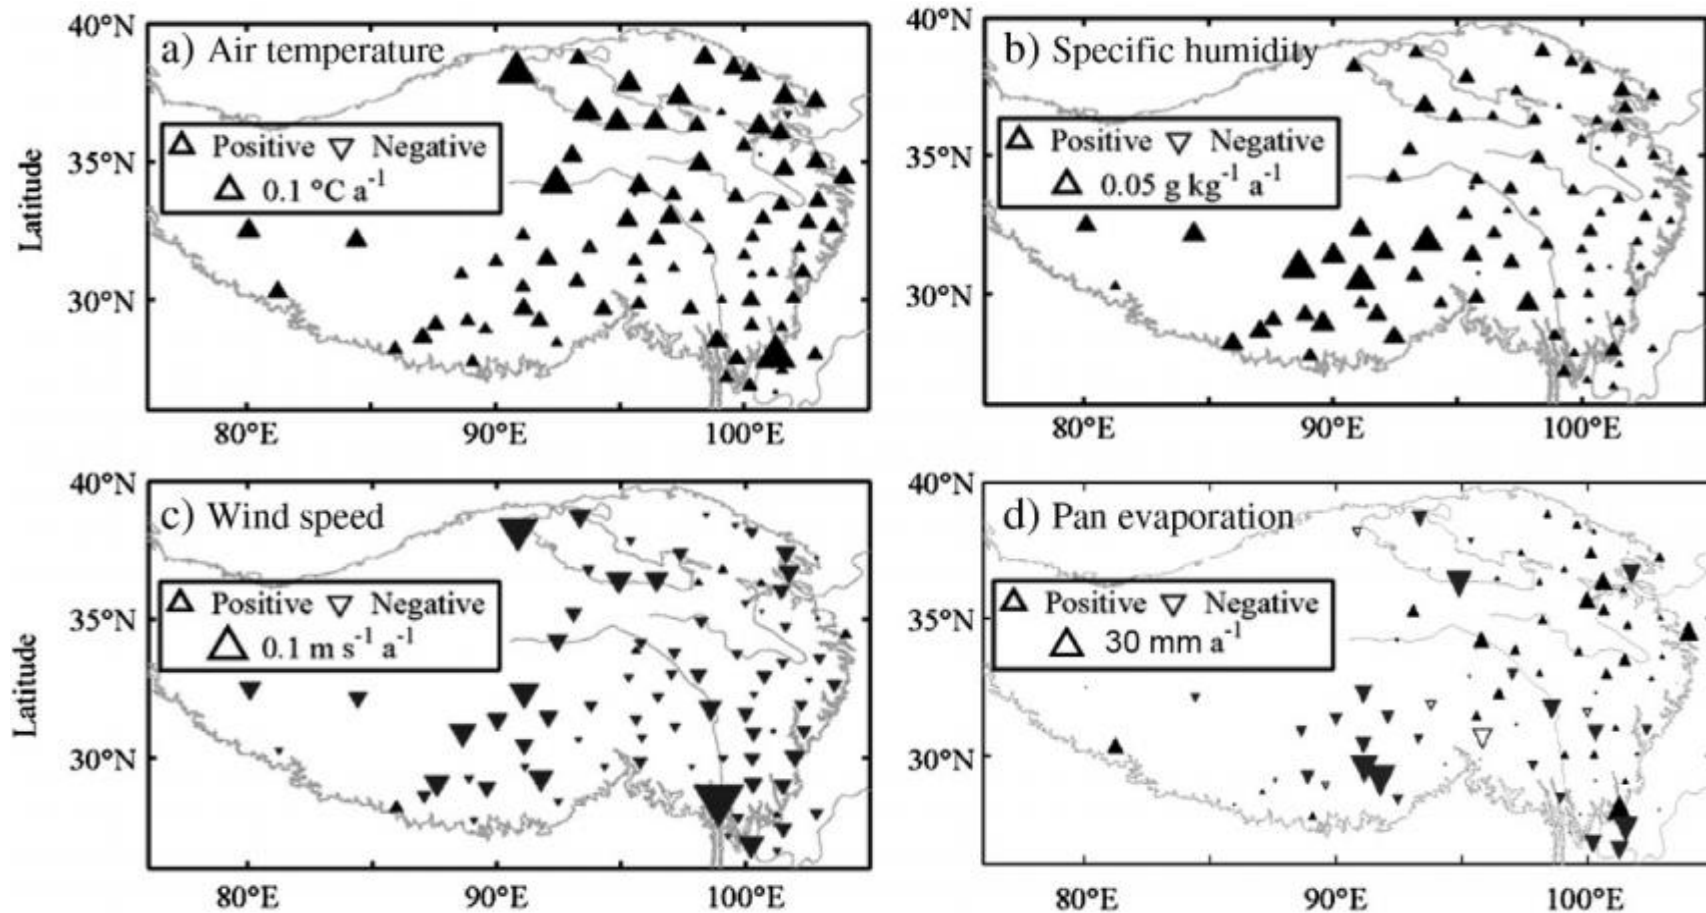 a) Air temperature
40°N
35°N
30°N
Latitude
△ Positive ▽ Negative
△ 0.1 °C a⁻¹
80°E 90°E 100°E
b) Specific humidity
40°N
35°N
30°N
△ Positive ▽ Negative
△ 0.05 g kg⁻¹ a⁻¹
80°E 90°E 100°E
c) Wind speed
40°N
35°N
30°N
Latitude
△ Positive ▽ Negative
△ 0.1 m s⁻¹ a⁻¹
80°E 90°E 100°E
d) Pan evaporation
40°N
35°N
30°N
△ Positive ▽ Negative
△ 30 mm a⁻¹
80°E 90°E 100°E